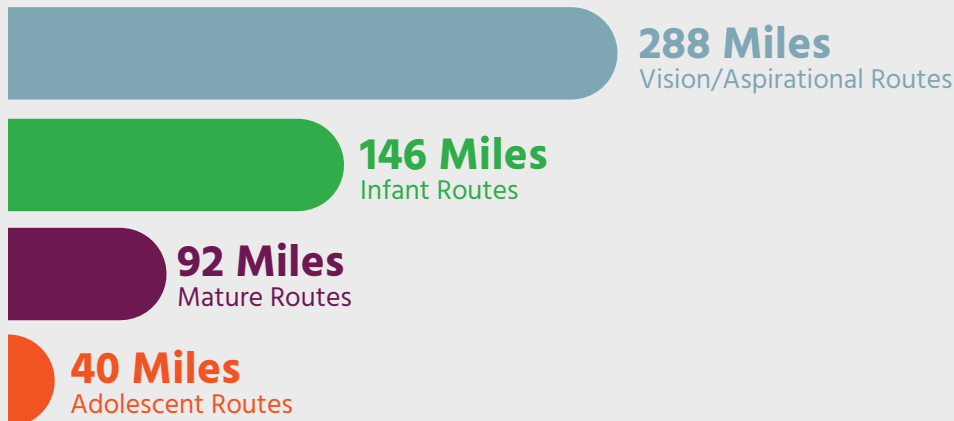 288 Miles
Vision/Aspirational Routes
146 Miles
Infant Routes
92 Miles
Mature Routes
40 Miles
Adolescent Routes